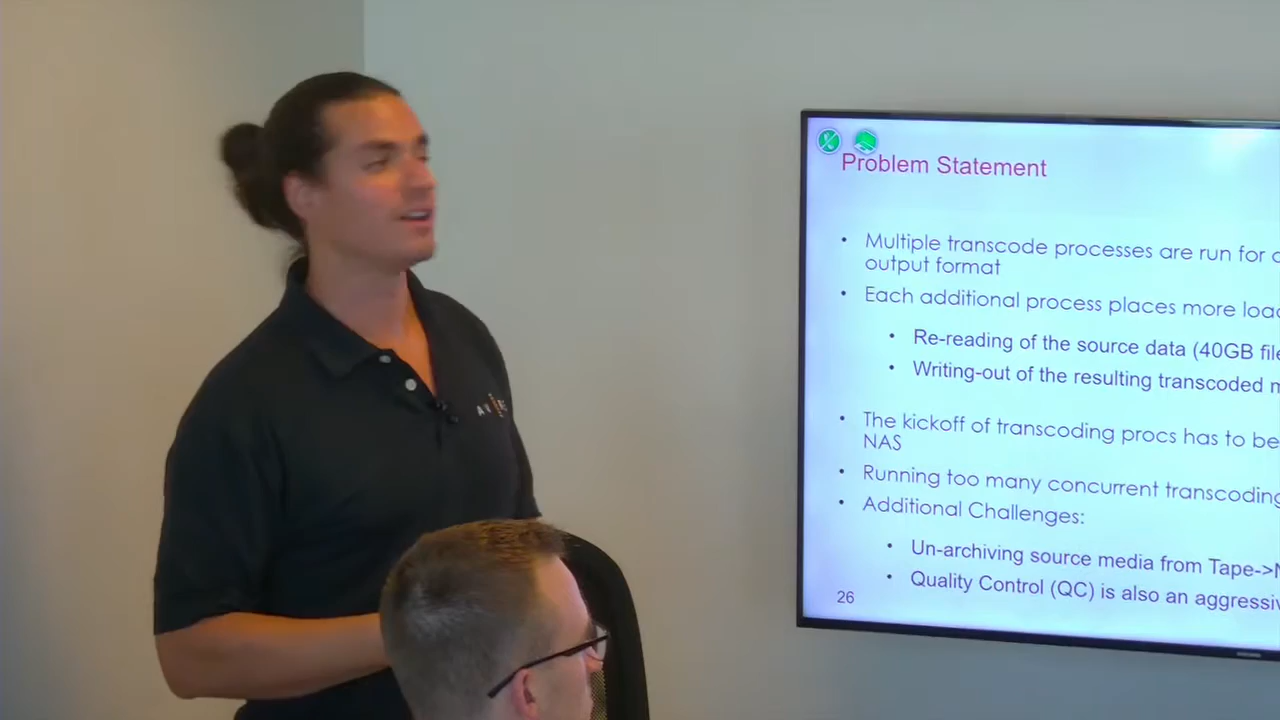 Problem Statement
• Multiple transcode processes are run for
output format
• Each additional process places more
• Re-reading of the source data (40GB
• Writing-out of the resulting transcoded
• The kickoff of transcoding procs has to be
NAS
• Running too many concurrent transcoding
• Additional Challenges:
• Un-archiving source media from Tape->
• Quality Control (QC) is also an
26